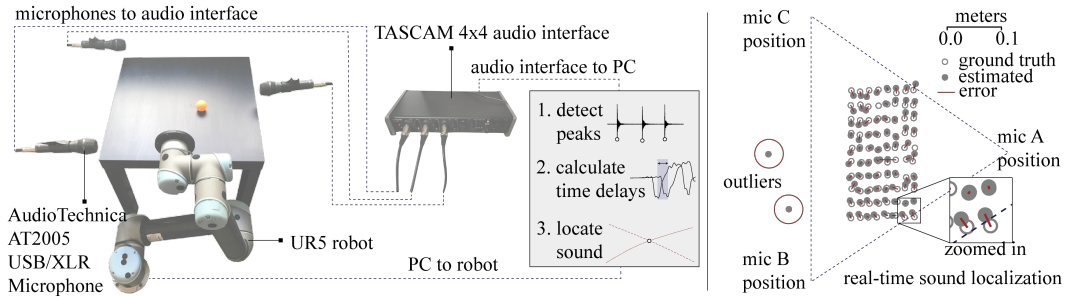 microphones to audio interface
TASCAM 4x4 audio interface
audio interface to PC
1. detect
peaks
2. calculate
time delays
3. locate
sound
AudioTechnica
AT2005
USB/XLR
Microphone
UR5 robot
PC to robot
mic C
position
meters
0.0 0.1
ground truth
estimated
error
mic A
position
outliers
zoomed in
mic B
position
real-time sound localization